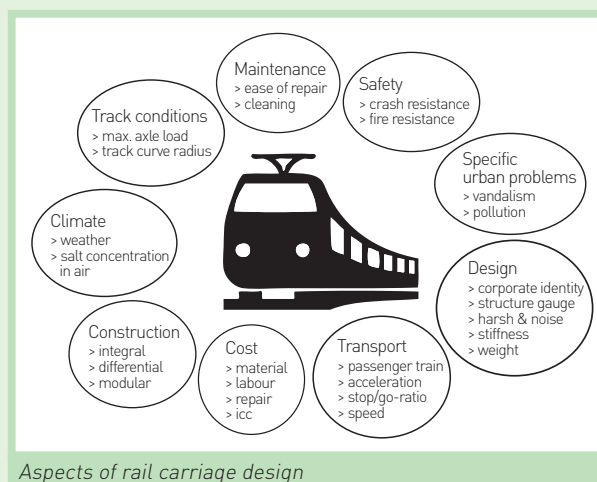 Maintenance
> ease of repair
> cleaning
Safety
> crash resistance
> fire resistance
Track conditions
> max. axle load
> track curve radius
Specific
urban problems
> vandalism
> pollution
Climate
> weather
> salt concentration
in air
Design
> corporate identity
> structure gauge
> harsh & noise
> stiffness
> weight
Construction
> integral
> differential
> modular
Cost
> material
> labour
> repair
> icc
Transport
> passenger train
> acceleration
> stop/go-ratio
> speed
Aspects of rail carriage design